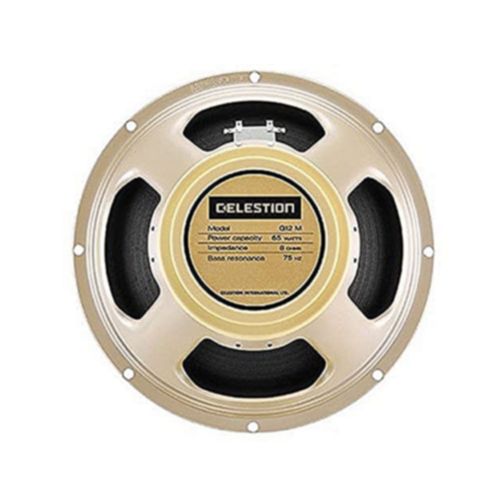 CELESTION
Model G12 M
Power capacity 65 WATTS
Impedance 8 OHMS
Bass resonance 75 HZ
CELESTION INTERNATIONAL LTD.